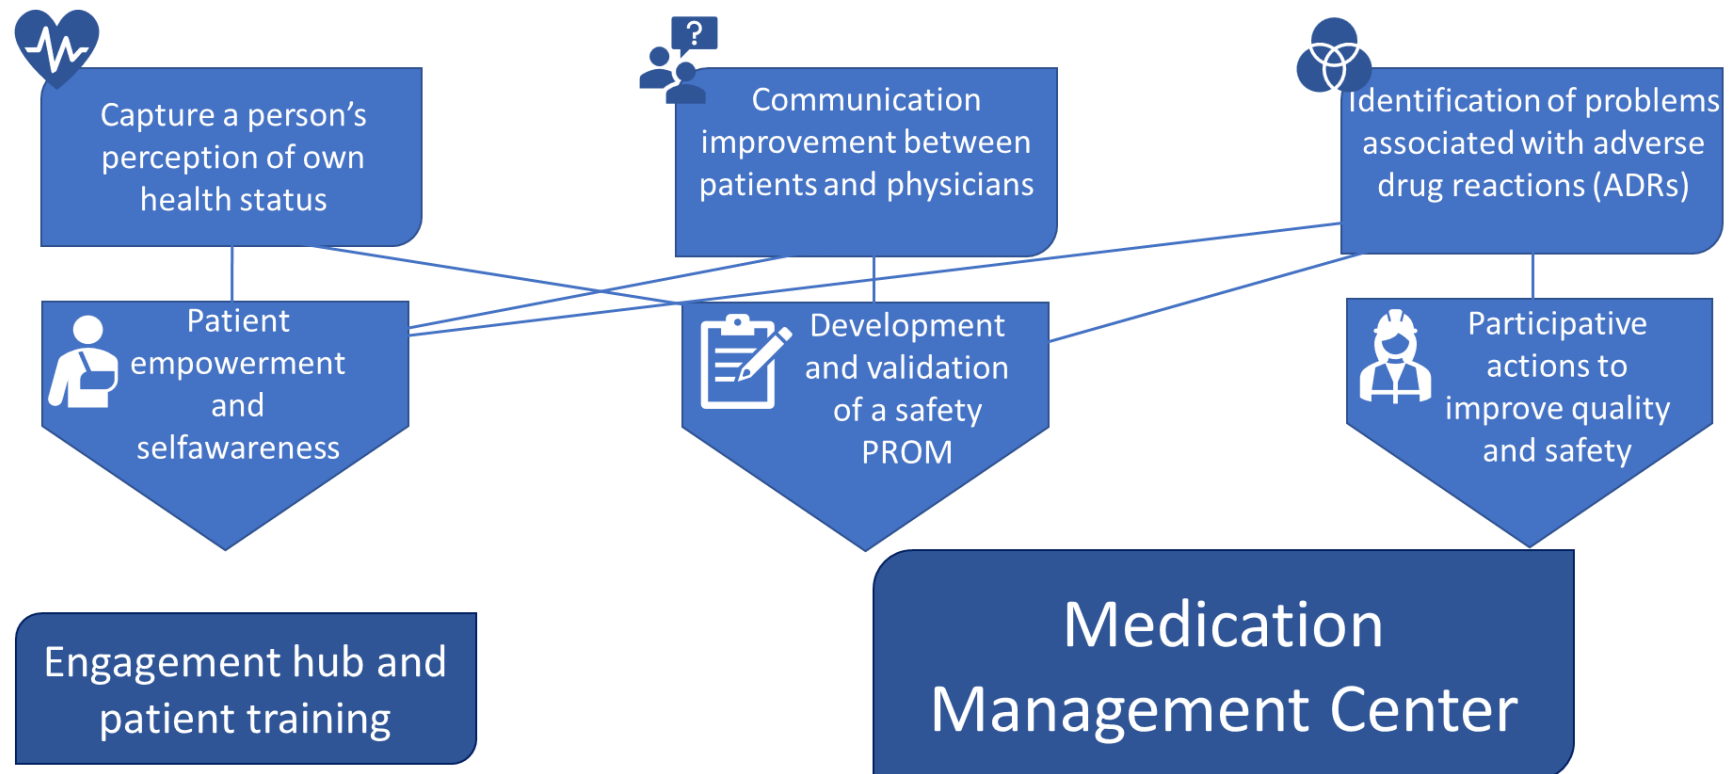 ?
Capture a person's
perception of own
health status
Communication
improvement between
patients and physicians
Identification of problems
associated with adverse
drug reactions (ADRs)
Patient
empowerment
and
selfawareness
Development
and validation
of a safety
PROM
Participative
actions to
improve quality
and safety
Engagement hub and
patient training
Medication
Management Center